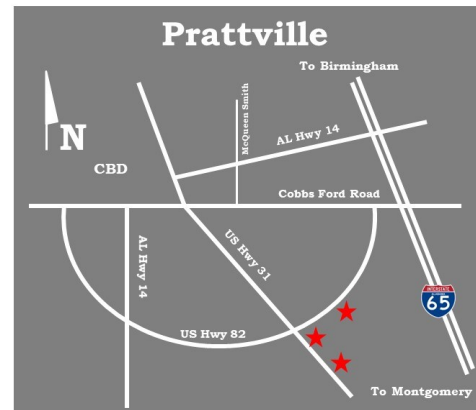 Prattville
To Birmingham
N
McQueen Smith
AL Hwy 14
CBD
Cobbs Ford Road
AL Hwy 14
US Hwy 31
INTERSTATE
65
US Hwy 82
To Montgomery